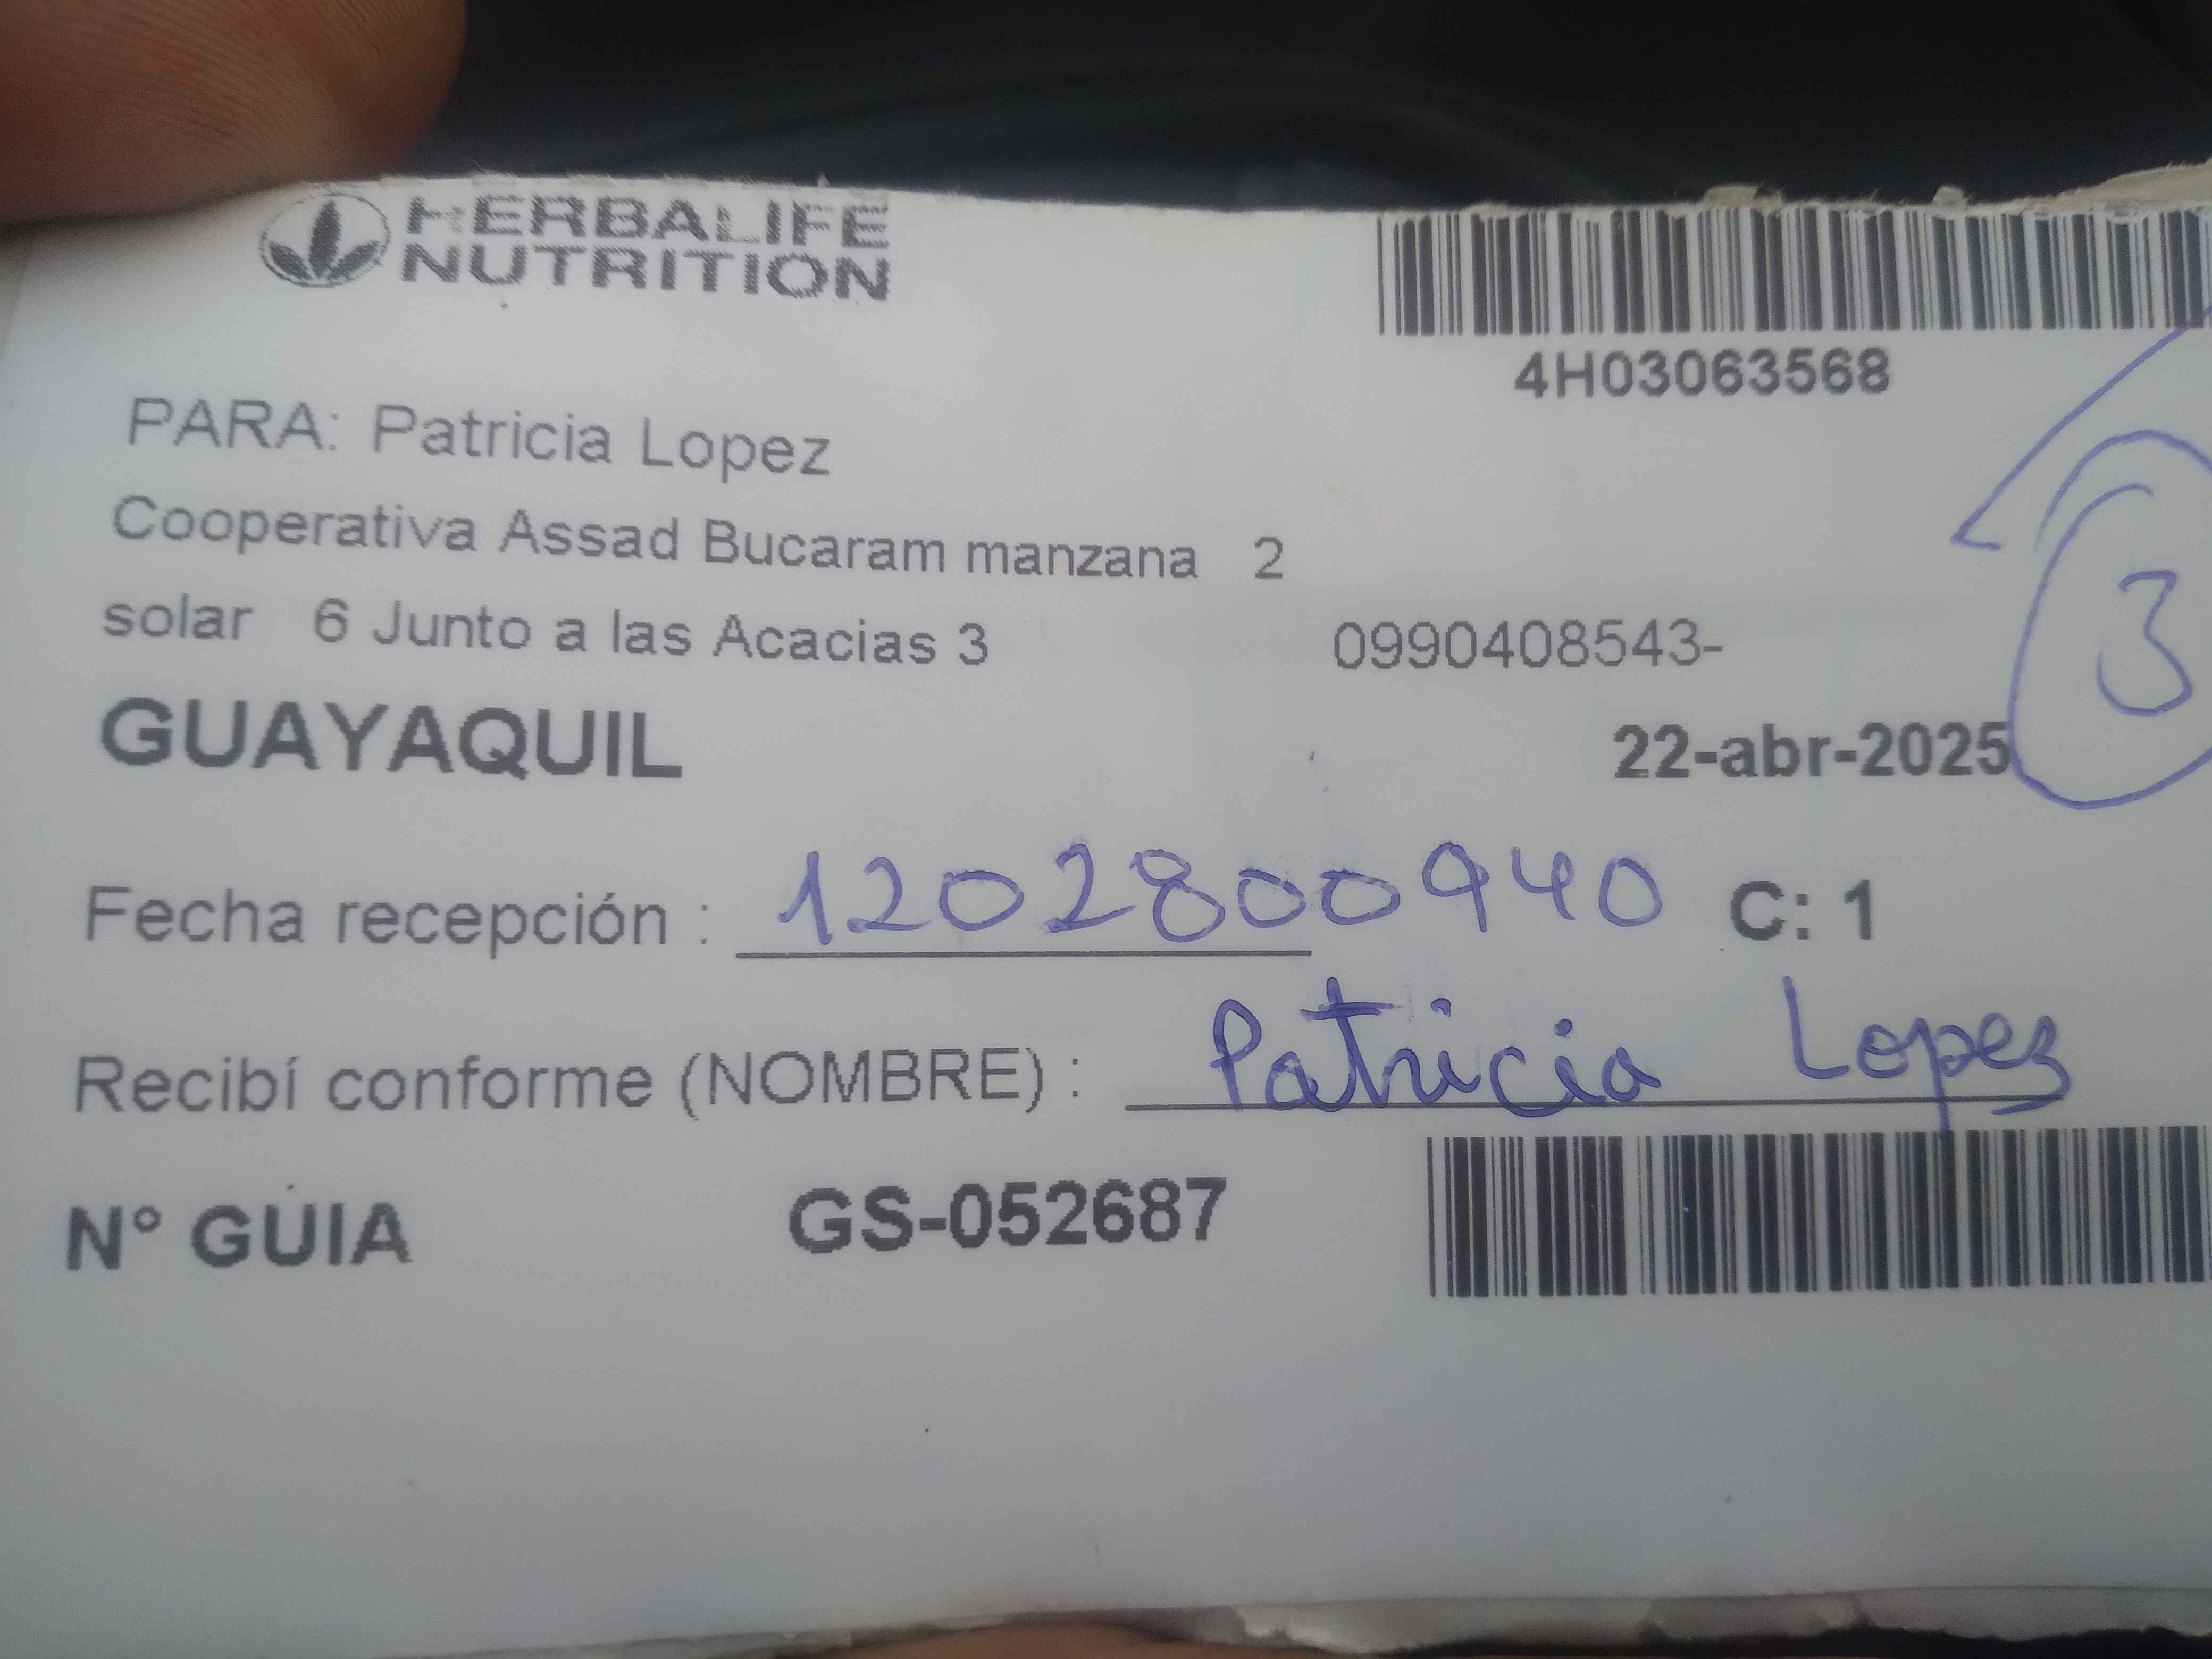 HERBALIFE
NUTRITION
4H03063568
PARA: Patricia Lopez
Cooperativa Assad Bucaram manzana 2
solar 6 Junto a las Acacias 3 0990408543-
GUAYAQUIL 22-abr-2025
3
Fecha recepción : 1202800940 C: 1
Recibí conforme (NOMBRE) : Patricia Lopez
N° GUIA GS-052687